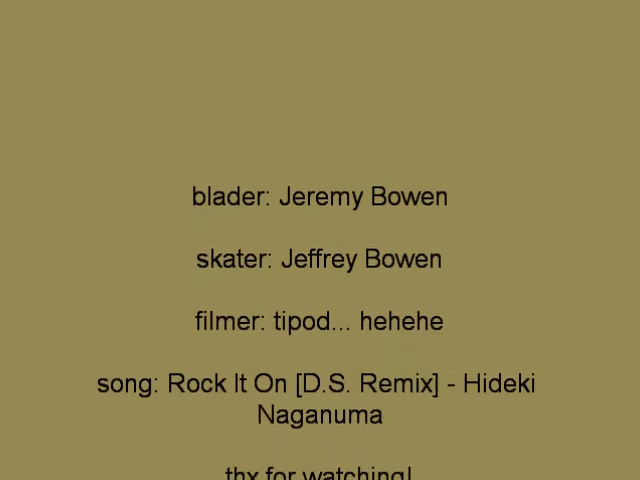 blader: Jeremy Bowen
skater: Jeffrey Bowen
filmer: tipod... hehehe
song: Rock It On [D.S. Remix] - Hideki
Naganuma
thx for watching!